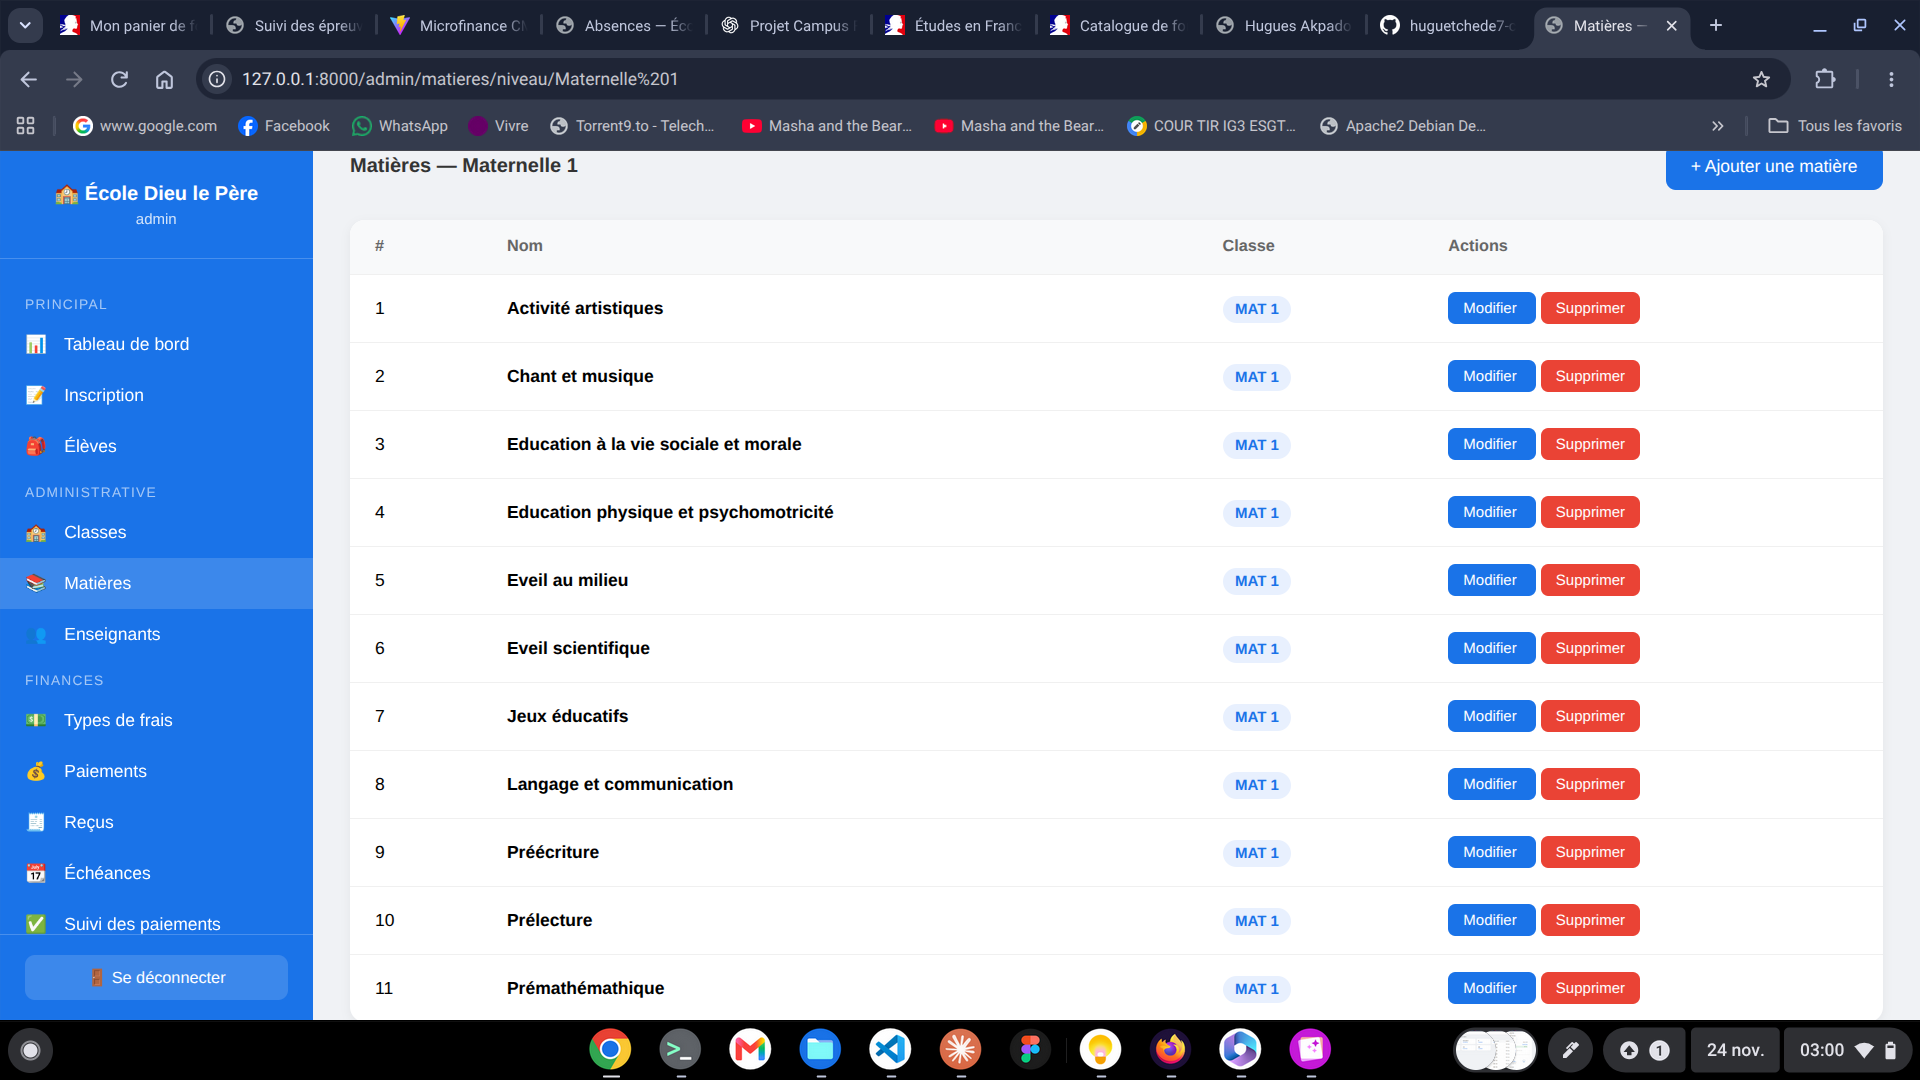 Mon panier de f
Suivi des épreuv
Microfinance C
Absences — Éc
Projet Campus
Études en Franc
Catalogue de fo
Hugues Akpado
huguetchede7-c
Matières —
127.0.0.1:8000/admin/matieres/niveau/Maternelle%201
www.google.com
Facebook
WhatsApp
Vivre
Torrent9.to - Telech...
Masha and the Bear...
Masha and the Bear...
COUR TIR IG3 ESGT...
Apache2 Debian De...
Tous les favoris
École Dieu le Père
admin
PRINCIPAL
Tableau de bord
Inscription
Élèves
ADMINISTRATIVE
Classes
Matières
Enseignants
FINANCES
Types de frais
Paiements
Reçus
Échéances
Suivi des paiements
Se déconnecter
Matières — Maternelle 1
+ Ajouter une matière
# Nom Classe Actions
1 Activité artistiques MAT 1 Modifier Supprimer
2 Chant et musique MAT 1 Modifier Supprimer
3 Education à la vie sociale et morale MAT 1 Modifier Supprimer
4 Education physique et psychomotricité MAT 1 Modifier Supprimer
5 Eveil au milieu MAT 1 Modifier Supprimer
6 Eveil scientifique MAT 1 Modifier Supprimer
7 Jeux éducatifs MAT 1 Modifier Supprimer
8 Langage et communication MAT 1 Modifier Supprimer
9 Préécriture MAT 1 Modifier Supprimer
10 Prélecture MAT 1 Modifier Supprimer
11 Prémathémathique MAT 1 Modifier Supprimer
1
24 nov.
03:00